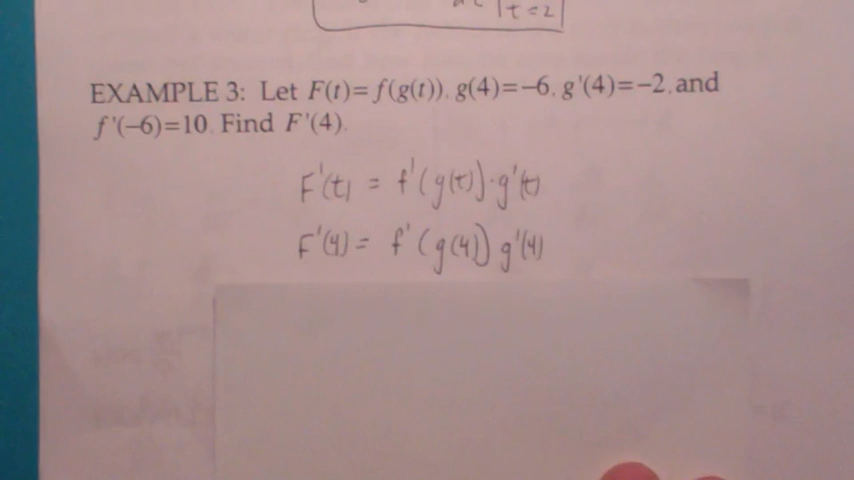 |t=2
EXAMPLE 3: Let F(t)=f(g(t)), g(4)=−6, g'(4)=−2, and
f'(−6)=10. Find F'(4).
F'(t) = f'(g(t))·g'(t)
F'(4) = f'(g(4)) g'(4)